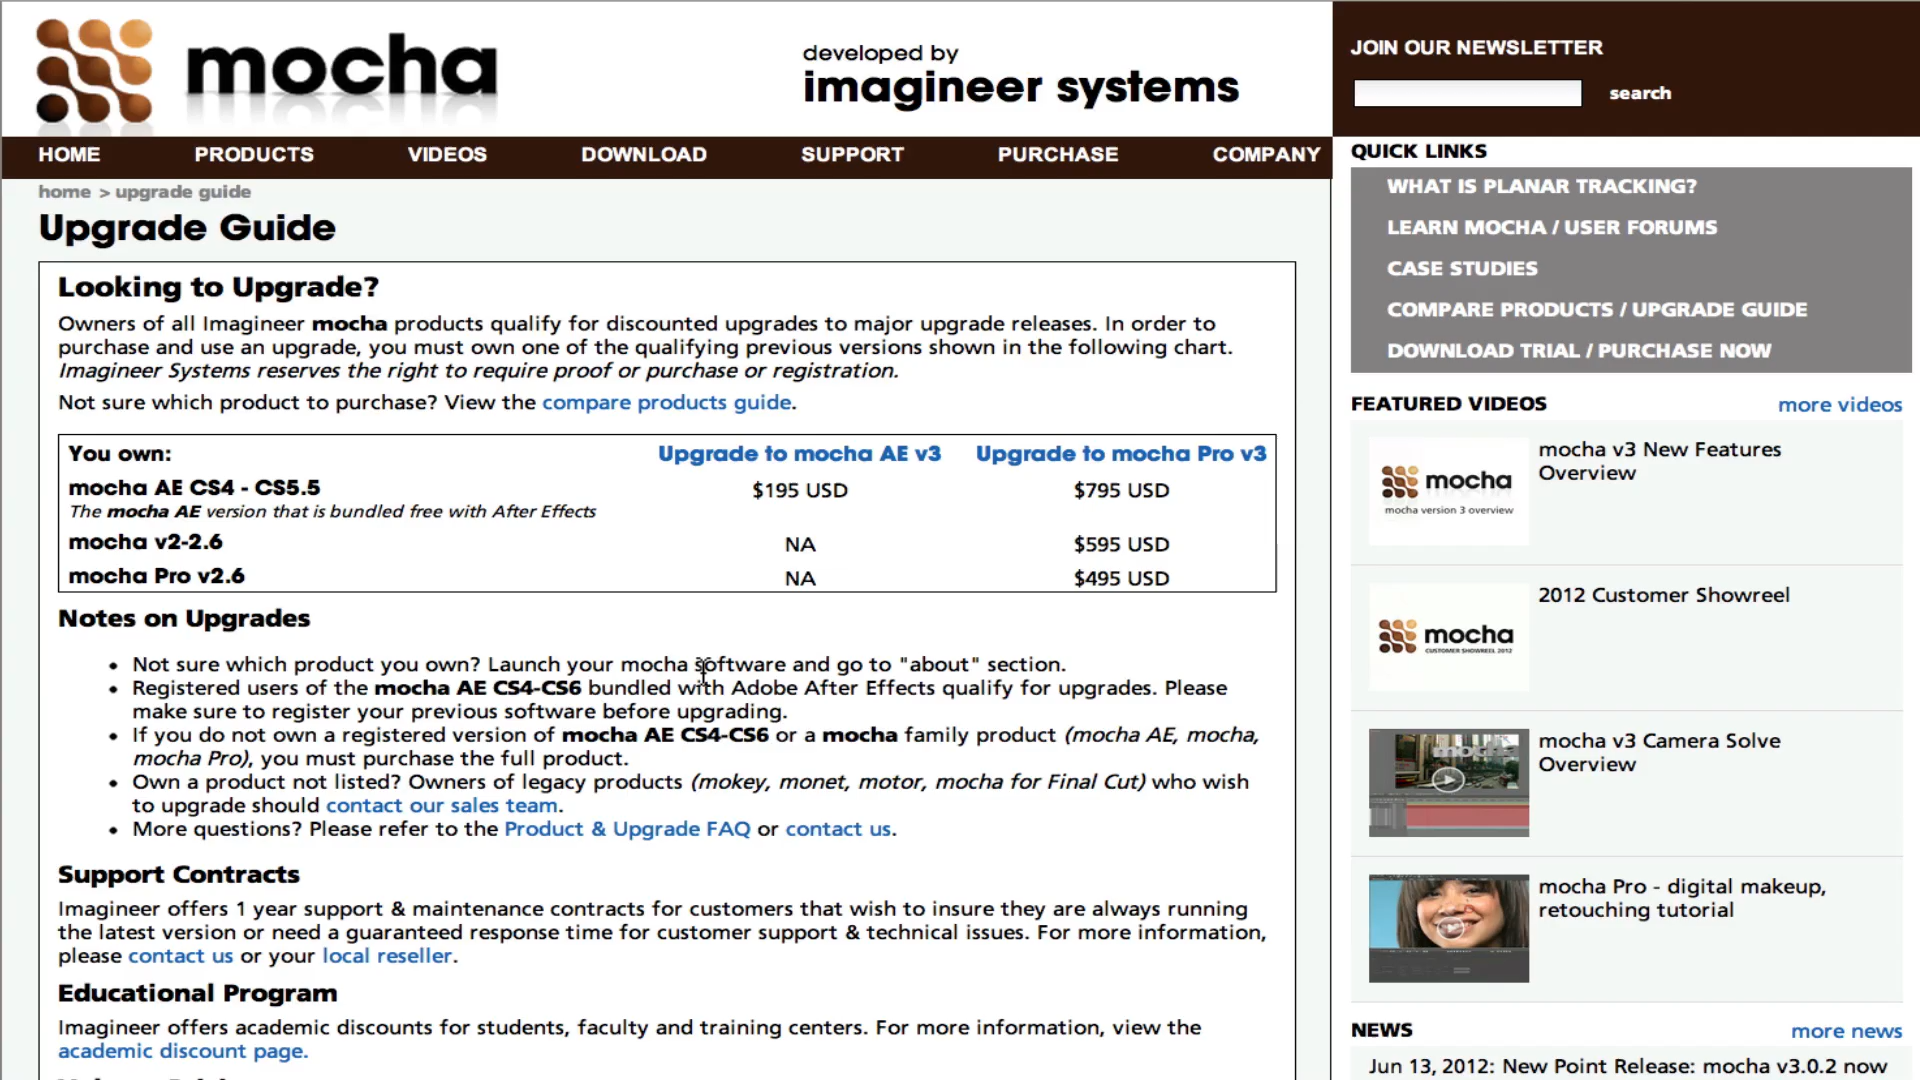 mocha
developed by
imagineer systems
JOIN OUR NEWSLETTER
search
HOME PRODUCTS VIDEOS DOWNLOAD SUPPORT PURCHASE COMPANY
home > upgrade guide
Upgrade Guide
Looking to Upgrade?
Owners of all Imagineer mocha products qualify for discounted upgrades to major upgrade releases. In order to
purchase and use an upgrade, you must own one of the qualifying previous versions shown in the following chart.
Imagineer Systems reserves the right to require proof or purchase or registration.
Not sure which product to purchase? View the compare products guide.
You own: Upgrade to mocha AE v3 Upgrade to mocha Pro v3
mocha AE CS4 - CS5.5 $195 USD $795 USD
The mocha AE version that is bundled free with After Effects
mocha v2-2.6 NA $595 USD
mocha Pro v2.6 NA $495 USD
Notes on Upgrades
• Not sure which product you own? Launch your mocha software and go to "about" section.
• Registered users of the mocha AE CS4-CS6 bundled with Adobe After Effects qualify for upgrades. Please
make sure to register your previous software before upgrading.
• If you do not own a registered version of mocha AE CS4-CS6 or a mocha family product (mocha AE, mocha,
mocha Pro), you must purchase the full product.
• Own a product not listed? Owners of legacy products (mokey, monet, motor, mocha for Final Cut) who wish
to upgrade should contact our sales team.
• More questions? Please refer to the Product & Upgrade FAQ or contact us.
Support Contracts
Imagineer offers 1 year support & maintenance contracts for customers that wish to insure they are always running
the latest version or need a guaranteed response time for customer support & technical issues. For more information,
please contact us or your local reseller.
Educational Program
Imagineer offers academic discounts for students, faculty and training centers. For more information, view the
academic discount page.
QUICK LINKS
WHAT IS PLANAR TRACKING?
LEARN MOCHA / USER FORUMS
CASE STUDIES
COMPARE PRODUCTS / UPGRADE GUIDE
DOWNLOAD TRIAL / PURCHASE NOW
FEATURED VIDEOS more videos
mocha
mocha version 3 overview
mocha v3 New Features
Overview
mocha
CUSTOMER SHOWREEL 2012
2012 Customer Showreel
mocha
mocha v3 Camera Solve
Overview
mocha Pro - digital makeup,
retouching tutorial
NEWS more news
Jun 13, 2012: New Point Release: mocha v3.0.2 now